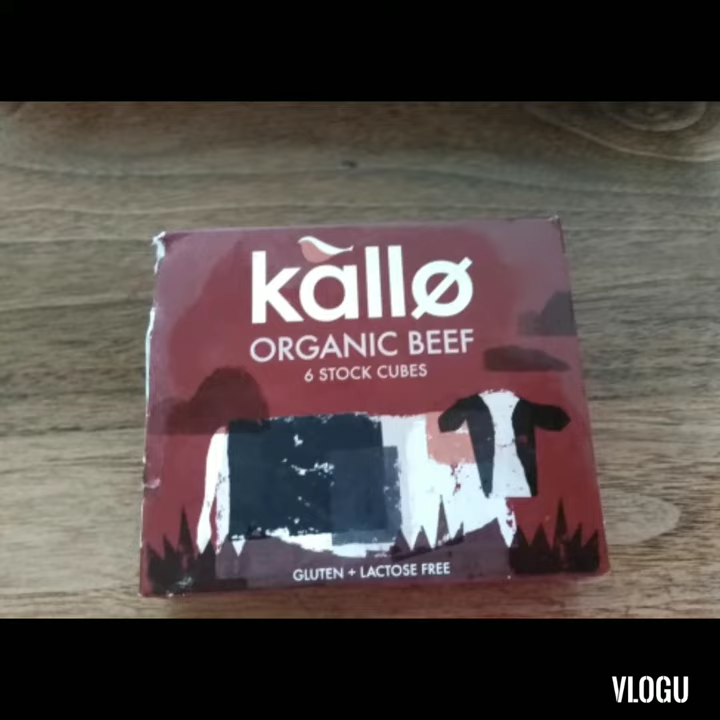 kallø
ORGANIC BEEF
6 STOCK CUBES
GLUTEN + LACTOSE FREE
VLOGU